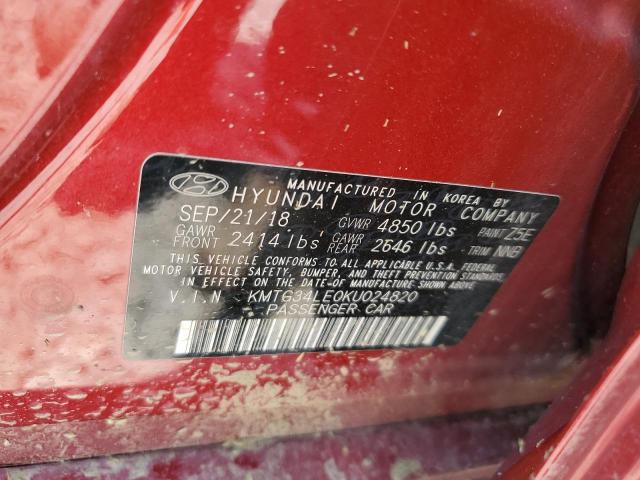 MANUFACTURED IN KOREA BY
HYUNDAI MOTOR COMPANY
SEP/21/18 GVWR 4850 lbs PAINT Z5E
GAWR FRONT 2414 lbs GAWR REAR 2646 lbs TRIM NNB
THIS VEHICLE CONFORMS TO ALL APPLICABLE U.S.A. FEDERAL
MOTOR VEHICLE SAFETY, BUMPER, AND THEFT PREVENTION STANDARDS
IN EFFECT ON THE DATE-OF-MANUFACTURE SHOWN ABOVE.
V.I.N KMTG34LE0KU024820
PASSENGER CAR